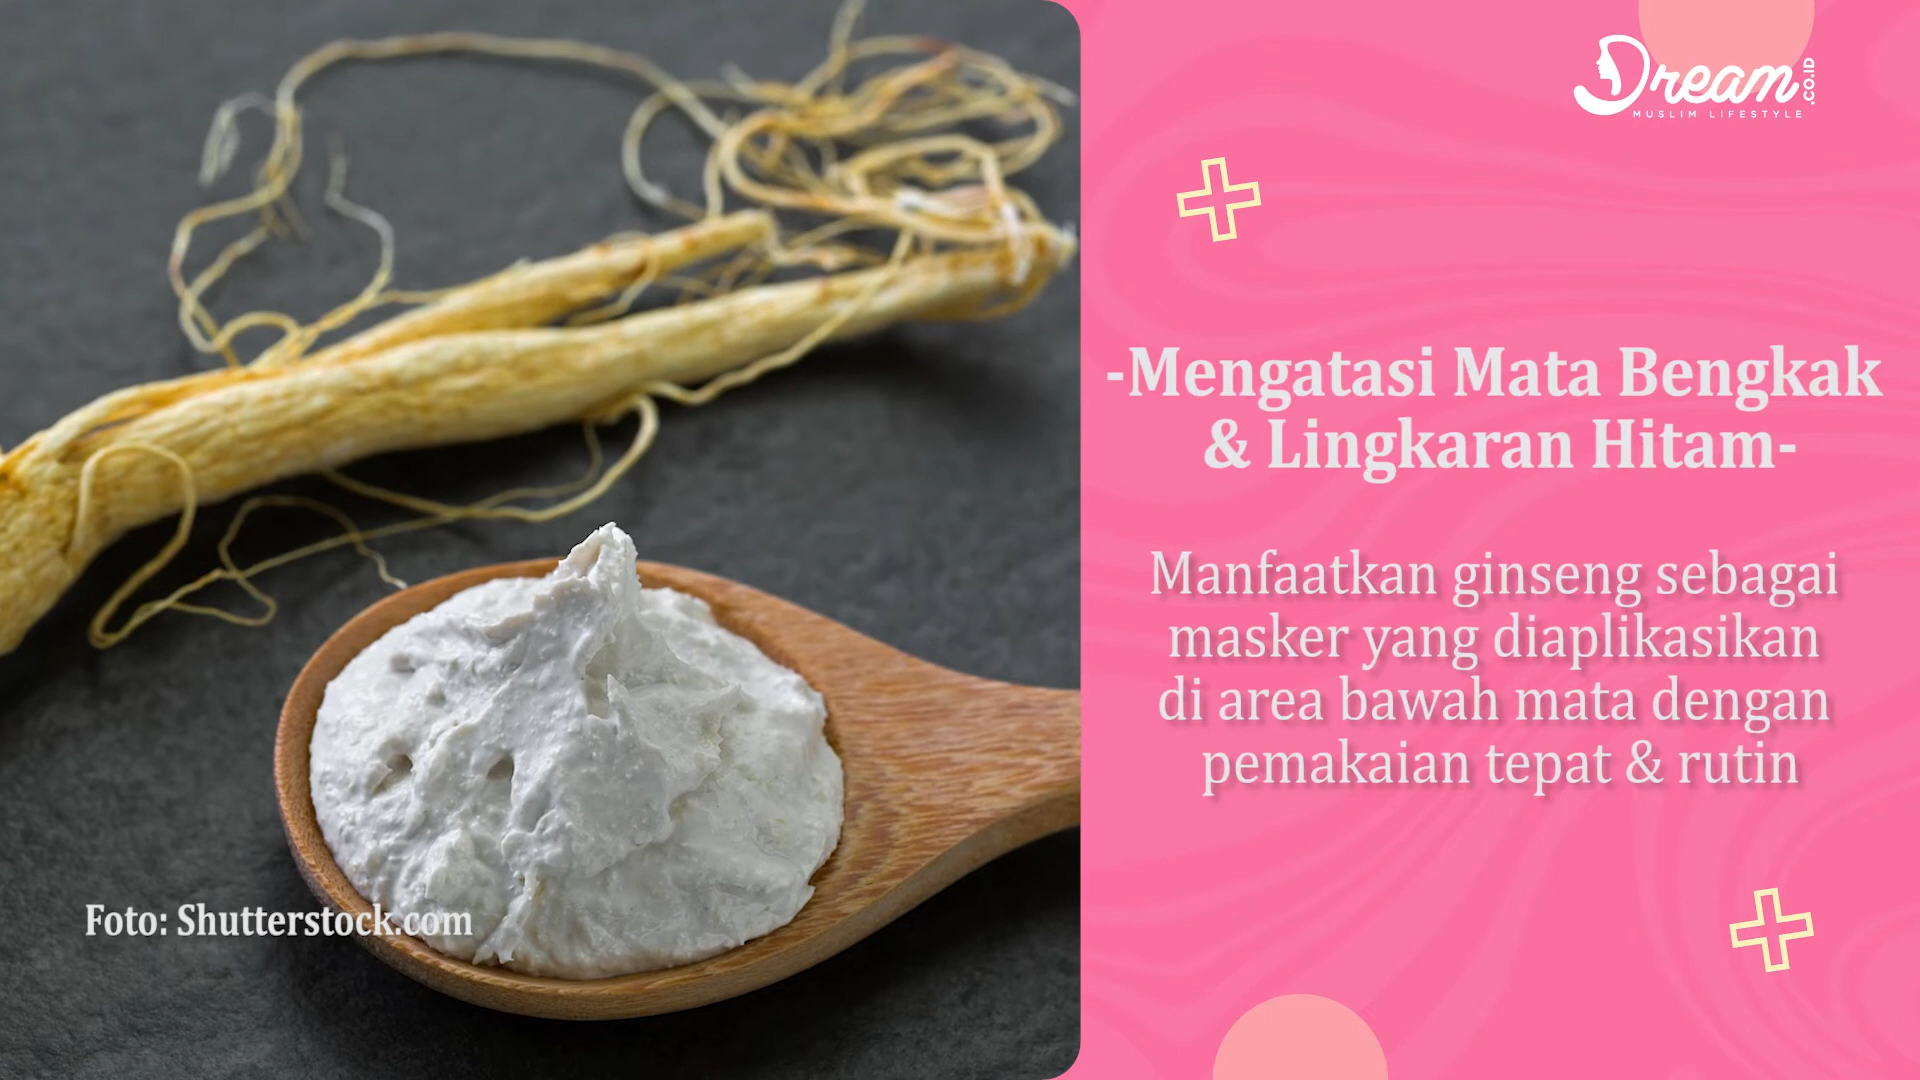 Dream.CO.ID
MUSLIM LIFESTYLE
-Mengatasi Mata Bengkak
& Lingkaran Hitam-
Manfaatkan ginseng sebagai
masker yang diaplikasikan
di area bawah mata dengan
pemakaian tepat & rutin
Foto: Shutterstock.com